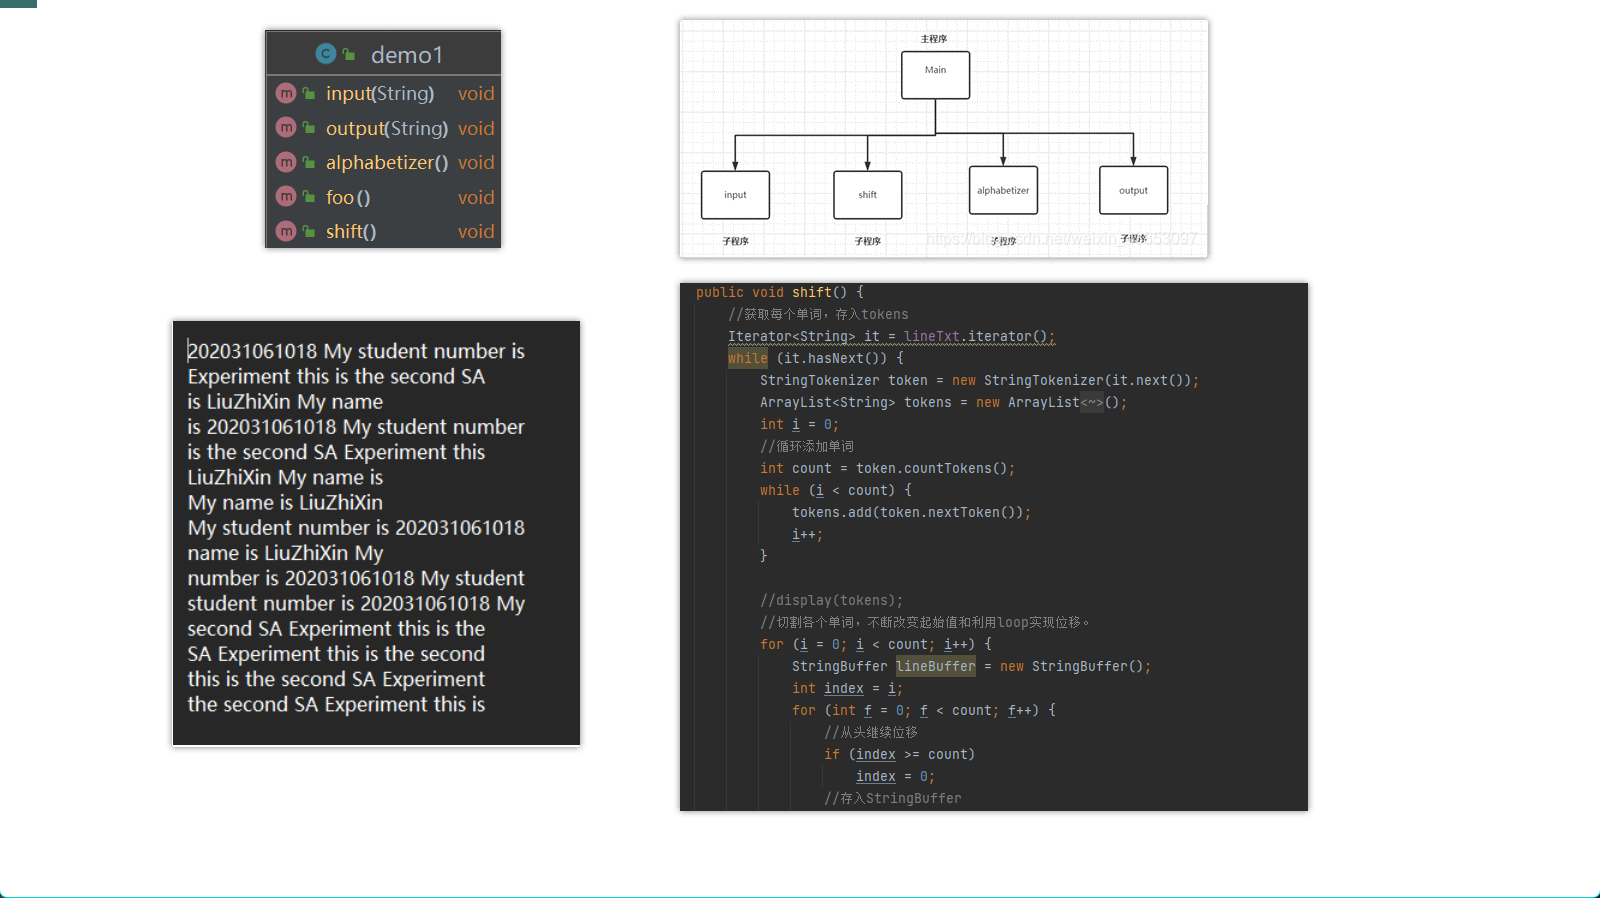 demo1
input(String) void
output(String) void
alphabetizer() void
foo() void
shift() void
主程序
Main
input
shift
alphabetizer
output
子程序
子程序
子程序
子程序
202031061018 My student number is
Experiment this is the second SA
is LiuZhiXin My name
is 202031061018 My student number
is the second SA Experiment this
LiuZhiXin My name is
My name is LiuZhiXin
My student number is 202031061018
name is LiuZhiXin My
number is 202031061018 My student
student number is 202031061018 My
second SA Experiment this is the
SA Experiment this is the second
this is the second SA Experiment
the second SA Experiment this is
public void shift() {
//获取每个单词，存入tokens
Iterator<String> it = lineTxt.iterator();
while (it.hasNext()) {
StringTokenizer token = new StringTokenizer(it.next());
ArrayList<String> tokens = new ArrayList<~>();
int i = 0;
//循环添加单词
int count = token.countTokens();
while (i < count) {
tokens.add(token.nextToken());
i++;
}
//display(tokens);
//切割各个单词，不断改变起始值和利用loop实现位移。
for (i = 0; i < count; i++) {
StringBuffer lineBuffer = new StringBuffer();
int index = i;
for (int f = 0; f < count; f++) {
//从头继续位移
if (index >= count)
index = 0;
//存入StringBuffer